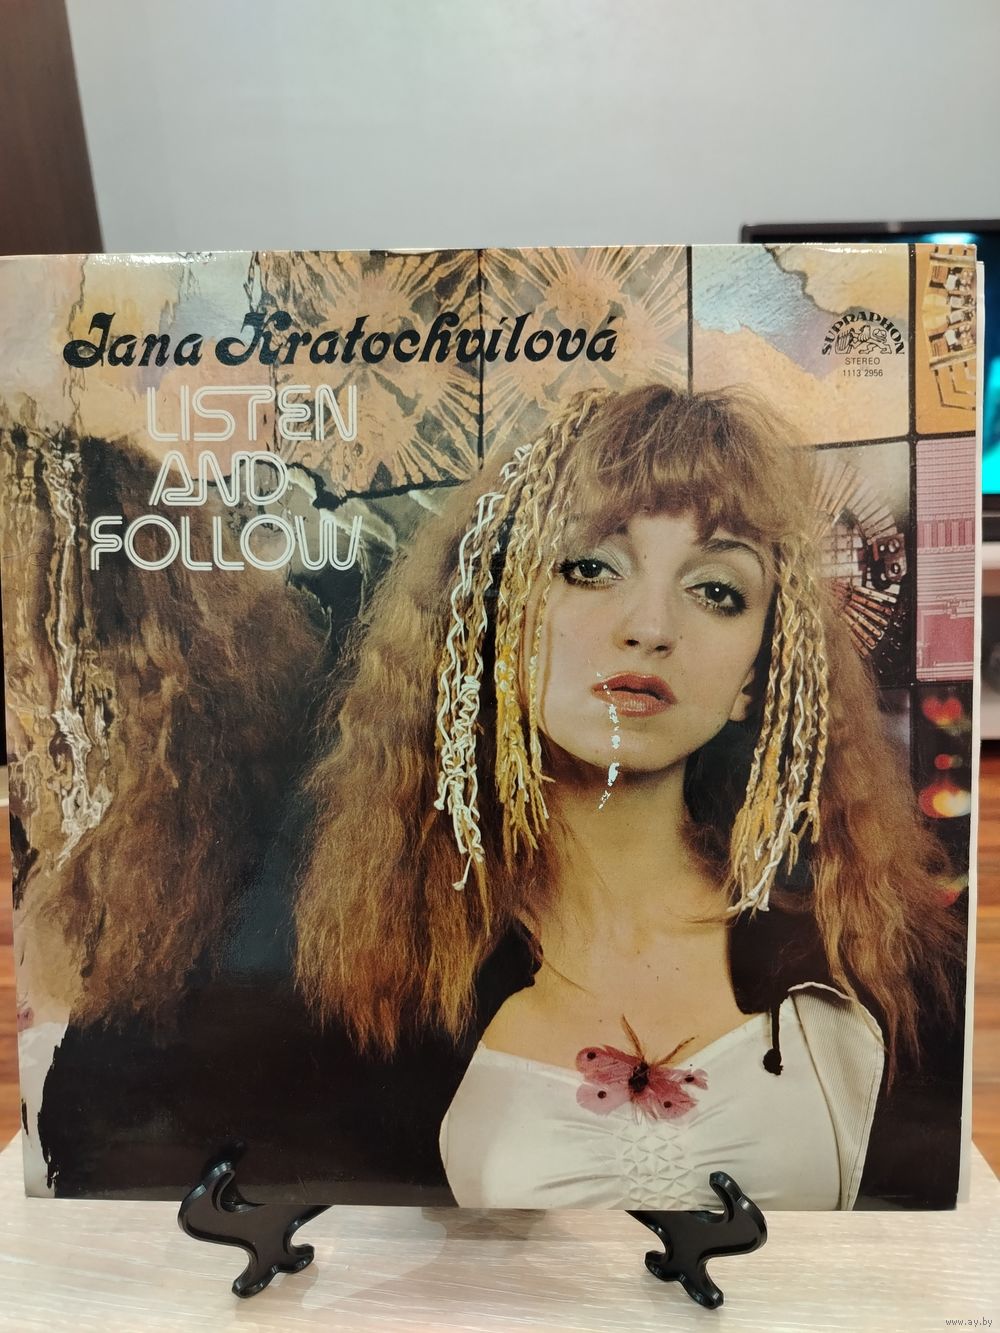 Jana Kratochvílová
LISTEN
AND
FOLLOW
SUPRAPHON
STEREO
1113 2956
www.ay.by